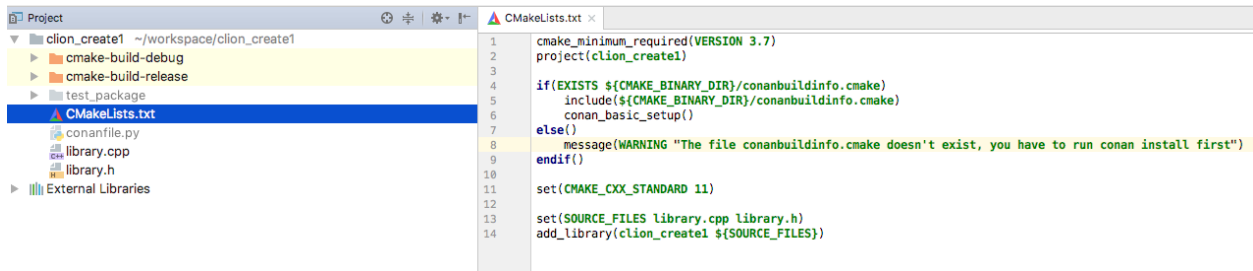 Project
clion_create1 ~/workspace/clion_create1
cmake-build-debug
cmake-build-release
test_package
CMakeLists.txt
conanfile.py
library.cpp
library.h
External Libraries
CMakeLists.txt
1 cmake_minimum_required(VERSION 3.7)
2 project(clion_create1)
3
4 if(EXISTS ${CMAKE_BINARY_DIR}/conanbuildinfo.cmake)
5     include(${CMAKE_BINARY_DIR}/conanbuildinfo.cmake)
6     conan_basic_setup()
7 else()
8     message(WARNING "The file conanbuildinfo.cmake doesn't exist, you have to run conan install first")
9 endif()
10
11 set(CMAKE_CXX_STANDARD 11)
12
13 set(SOURCE_FILES library.cpp library.h)
14 add_library(clion_create1 ${SOURCE_FILES})